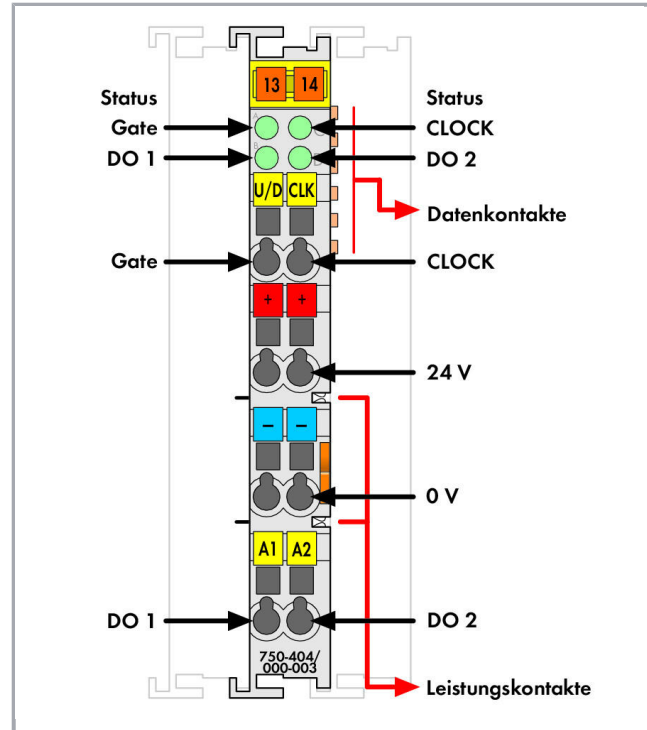 13 14
Status Status
A C
Gate CLOCK
B D
DO 1 DO 2
U/D CLK
Datenkontakte
Gate CLOCK
+ +
24 V
− −
0 V
A1 A2
DO 1 DO 2
750-404/
000-003
Leistungskontakte